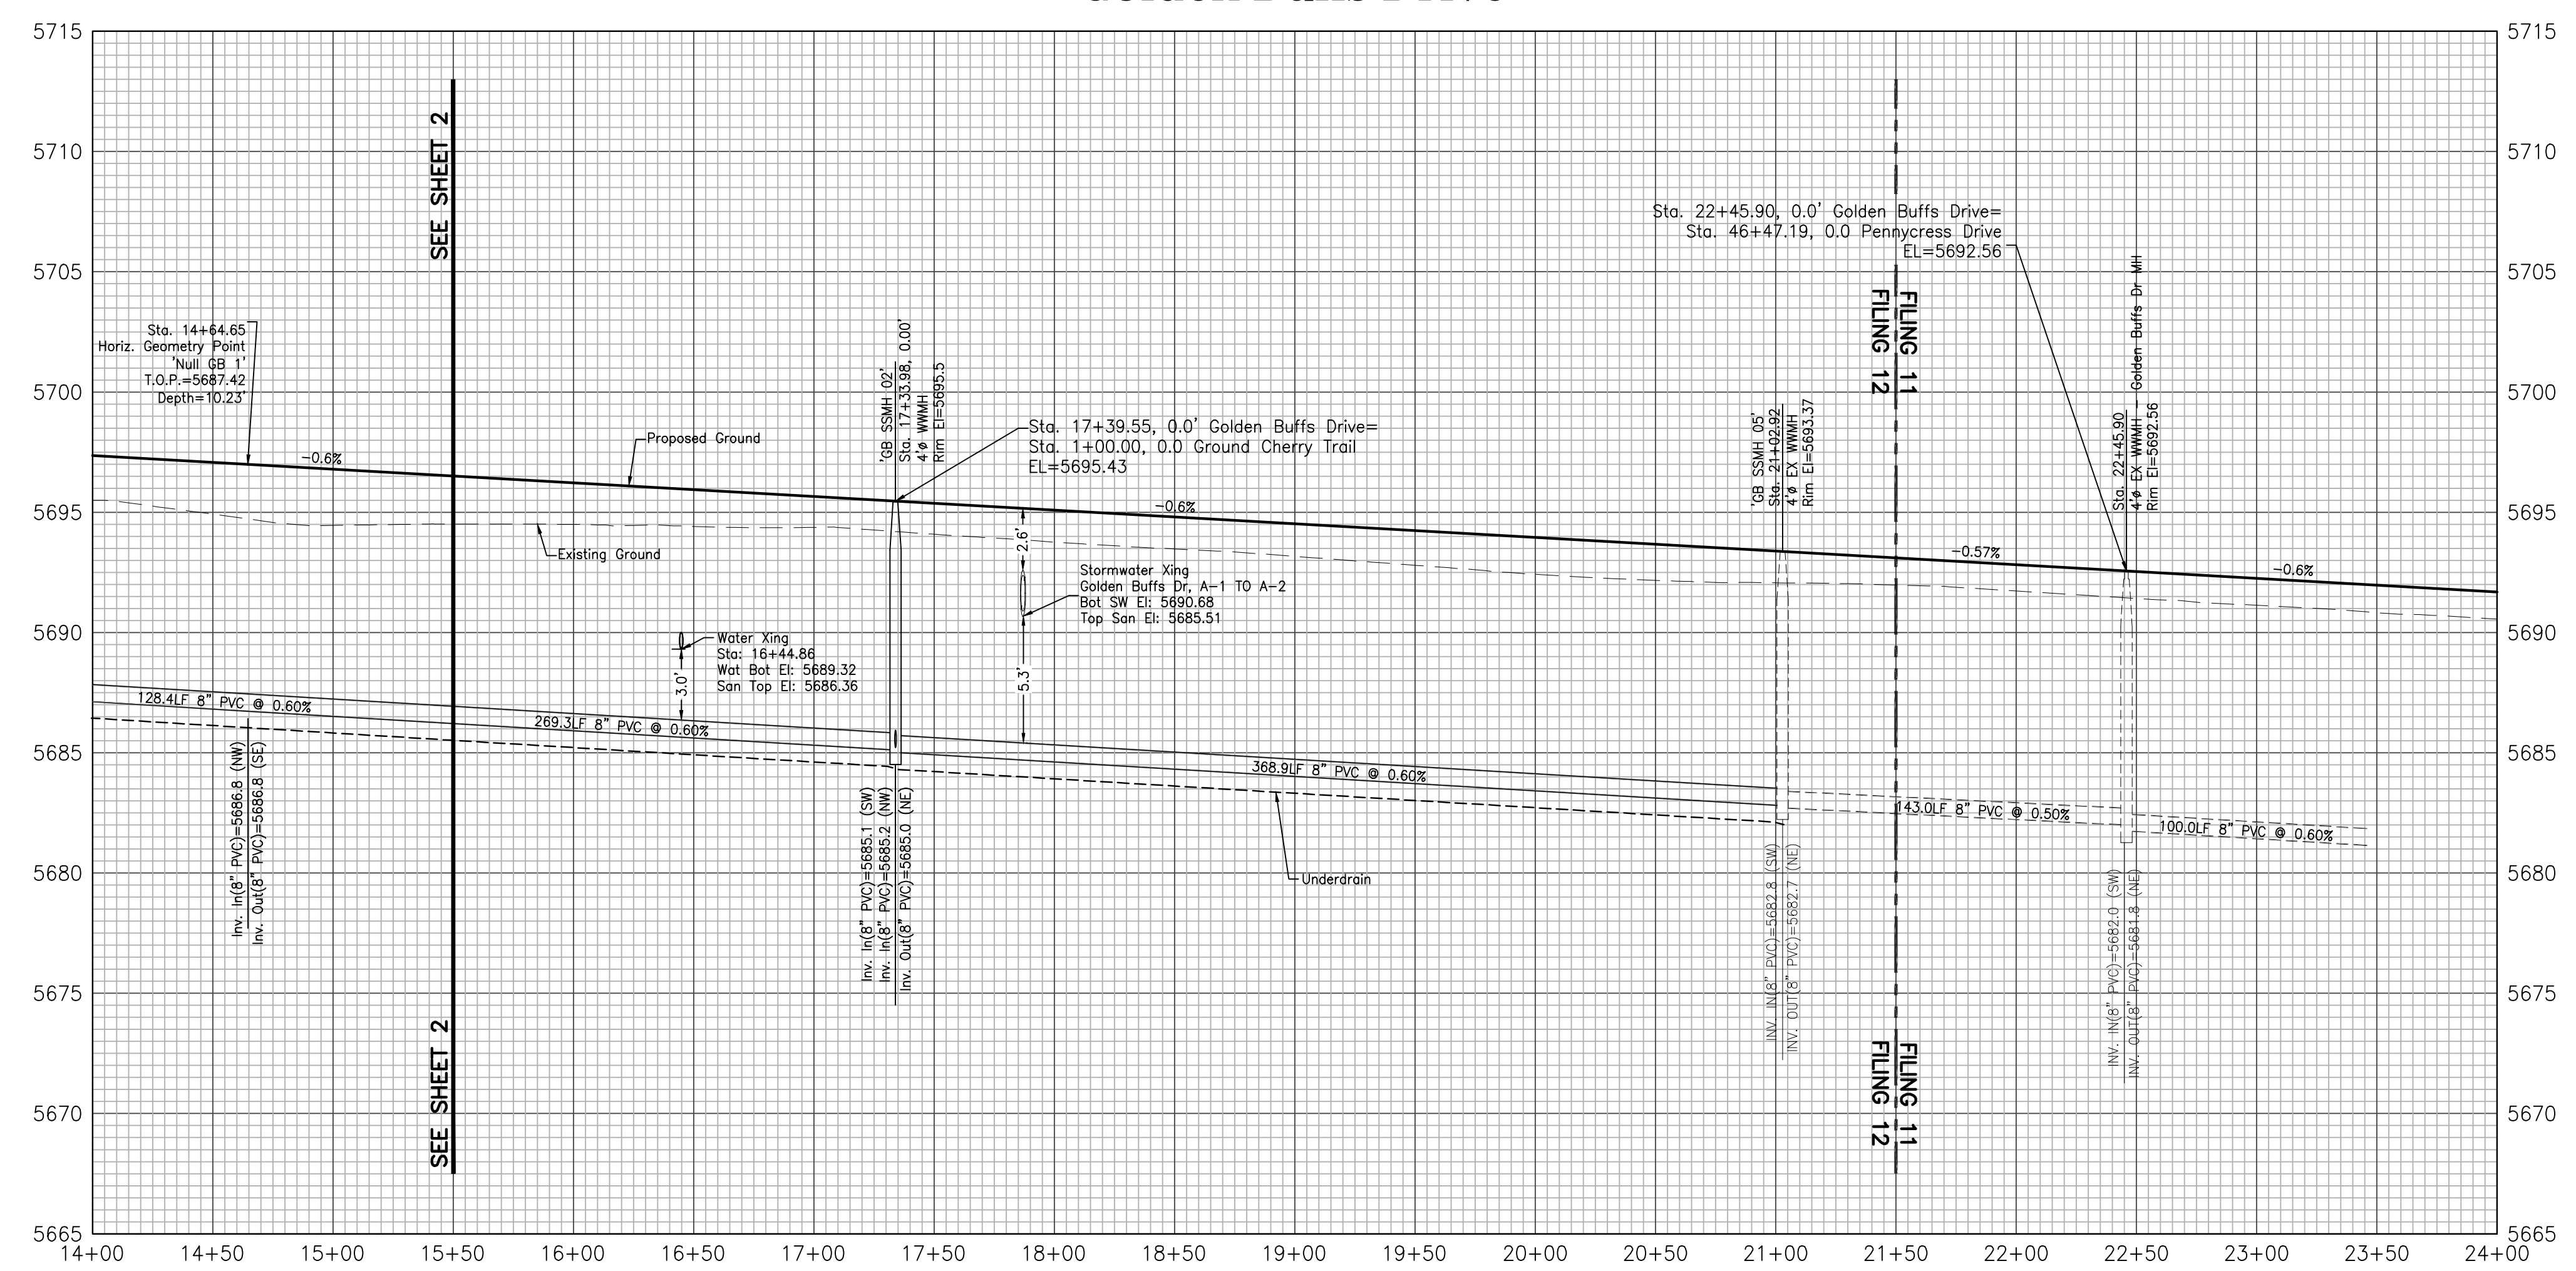 5715
5710
5705
5700
5695
5690
5685
5680
5675
5670
5665
SEE SHEET 2
SEE SHEET 2
Sta. 14+64.65
Horiz. Geometry Point
'Null GB 1'
T.O.P.=5687.42
Depth=10.23'
-0.6%
Proposed Ground
Existing Ground
'GB SSMH 02'
Sta. 17+33.98, 0.00'
4'ø WWMH
Rim El=5695.5
Sta. 17+39.55, 0.0' Golden Buffs Drive=
Sta. 1+00.00, 0.0 Ground Cherry Trail
EL=5695.43
-0.6%
2.6'
Stormwater Xing
Golden Buffs Dr, A-1 TO A-2
Bot SW El: 5690.68
Top San El: 5685.51
5.3'
Water Xing
Sta: 16+44.86
Wat Bot El: 5689.32
San Top El: 5686.36
3.0'
128.4LF 8" PVC @ 0.60%
269.3LF 8" PVC @ 0.60%
368.9LF 8" PVC @ 0.60%
143.0LF 8" PVC @ 0.50%
100.0LF 8" PVC @ 0.60%
Inv. In(8" PVC)=5686.8 (NW)
Inv. Out(8" PVC)=5686.8 (SE)
Inv. In(8" PVC)=5685.1 (SW)
Inv. In(8" PVC)=5685.2 (NW)
Inv. Out(8" PVC)=5685.0 (NE)
Underdrain
'GB SSMH 05'
Sta. 21+02.92
4'ø EX WWMH
Rim El=5693.37
INV. IN(8" PVC)=5682.8 (SW)
INV. OUT(8" PVC)=5682.7 (NE)
Sta. 22+45.90, 0.0' Golden Buffs Drive=
Sta. 46+47.19, 0.0 Pennycress Drive
EL=5692.56
FILING 12
FILING 11
-0.57%
Sta. 22+45.90
4'ø EX WWMH - Golden Buffs Dr MH
Rim El=5692.56
-0.6%
INV. IN(8" PVC)=5682.0 (SW)
INV. OUT(8" PVC)=5681.8 (NE)
FILING 12
FILING 11
5715
5710
5705
5700
5695
5690
5685
5680
5675
5670
5665
14+00 14+50 15+00 15+50 16+00 16+50 17+00 17+50 18+00 18+50 19+00 19+50 20+00 20+50 21+00 21+50 22+00 22+50 23+00 23+50 24+00